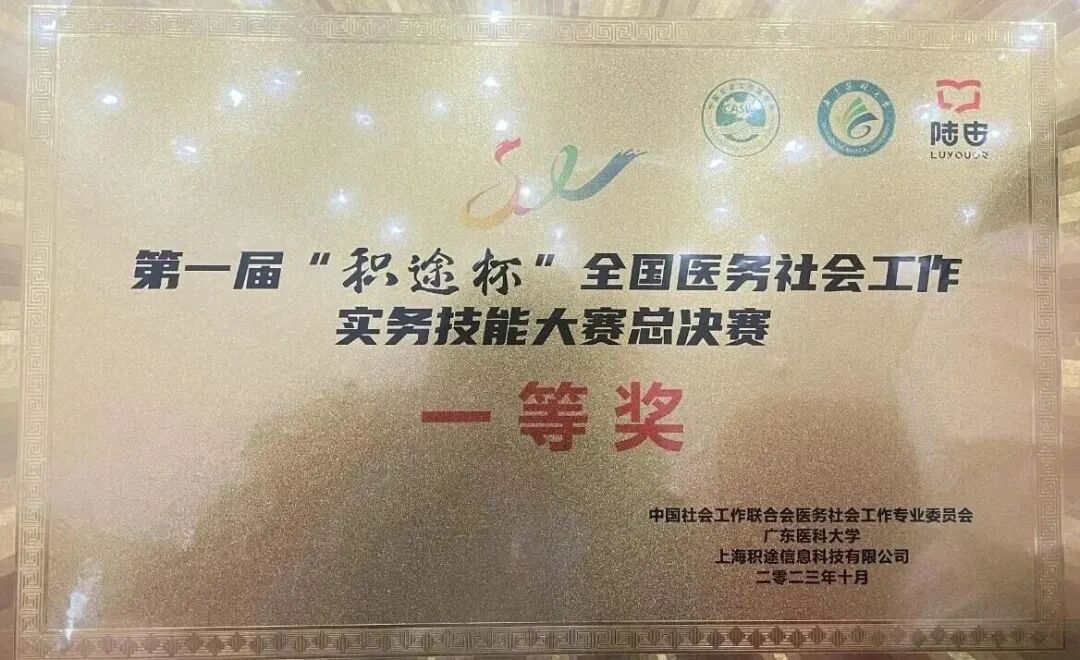 CASW
陆由
LUYOU
第一届“积途杯”全国医务社会工作
实务技能大赛总决赛
一等奖
中国社会工作联合会医务社会工作专业委员会
广东医科大学
上海积途信息科技有限公司
二零二三年十月